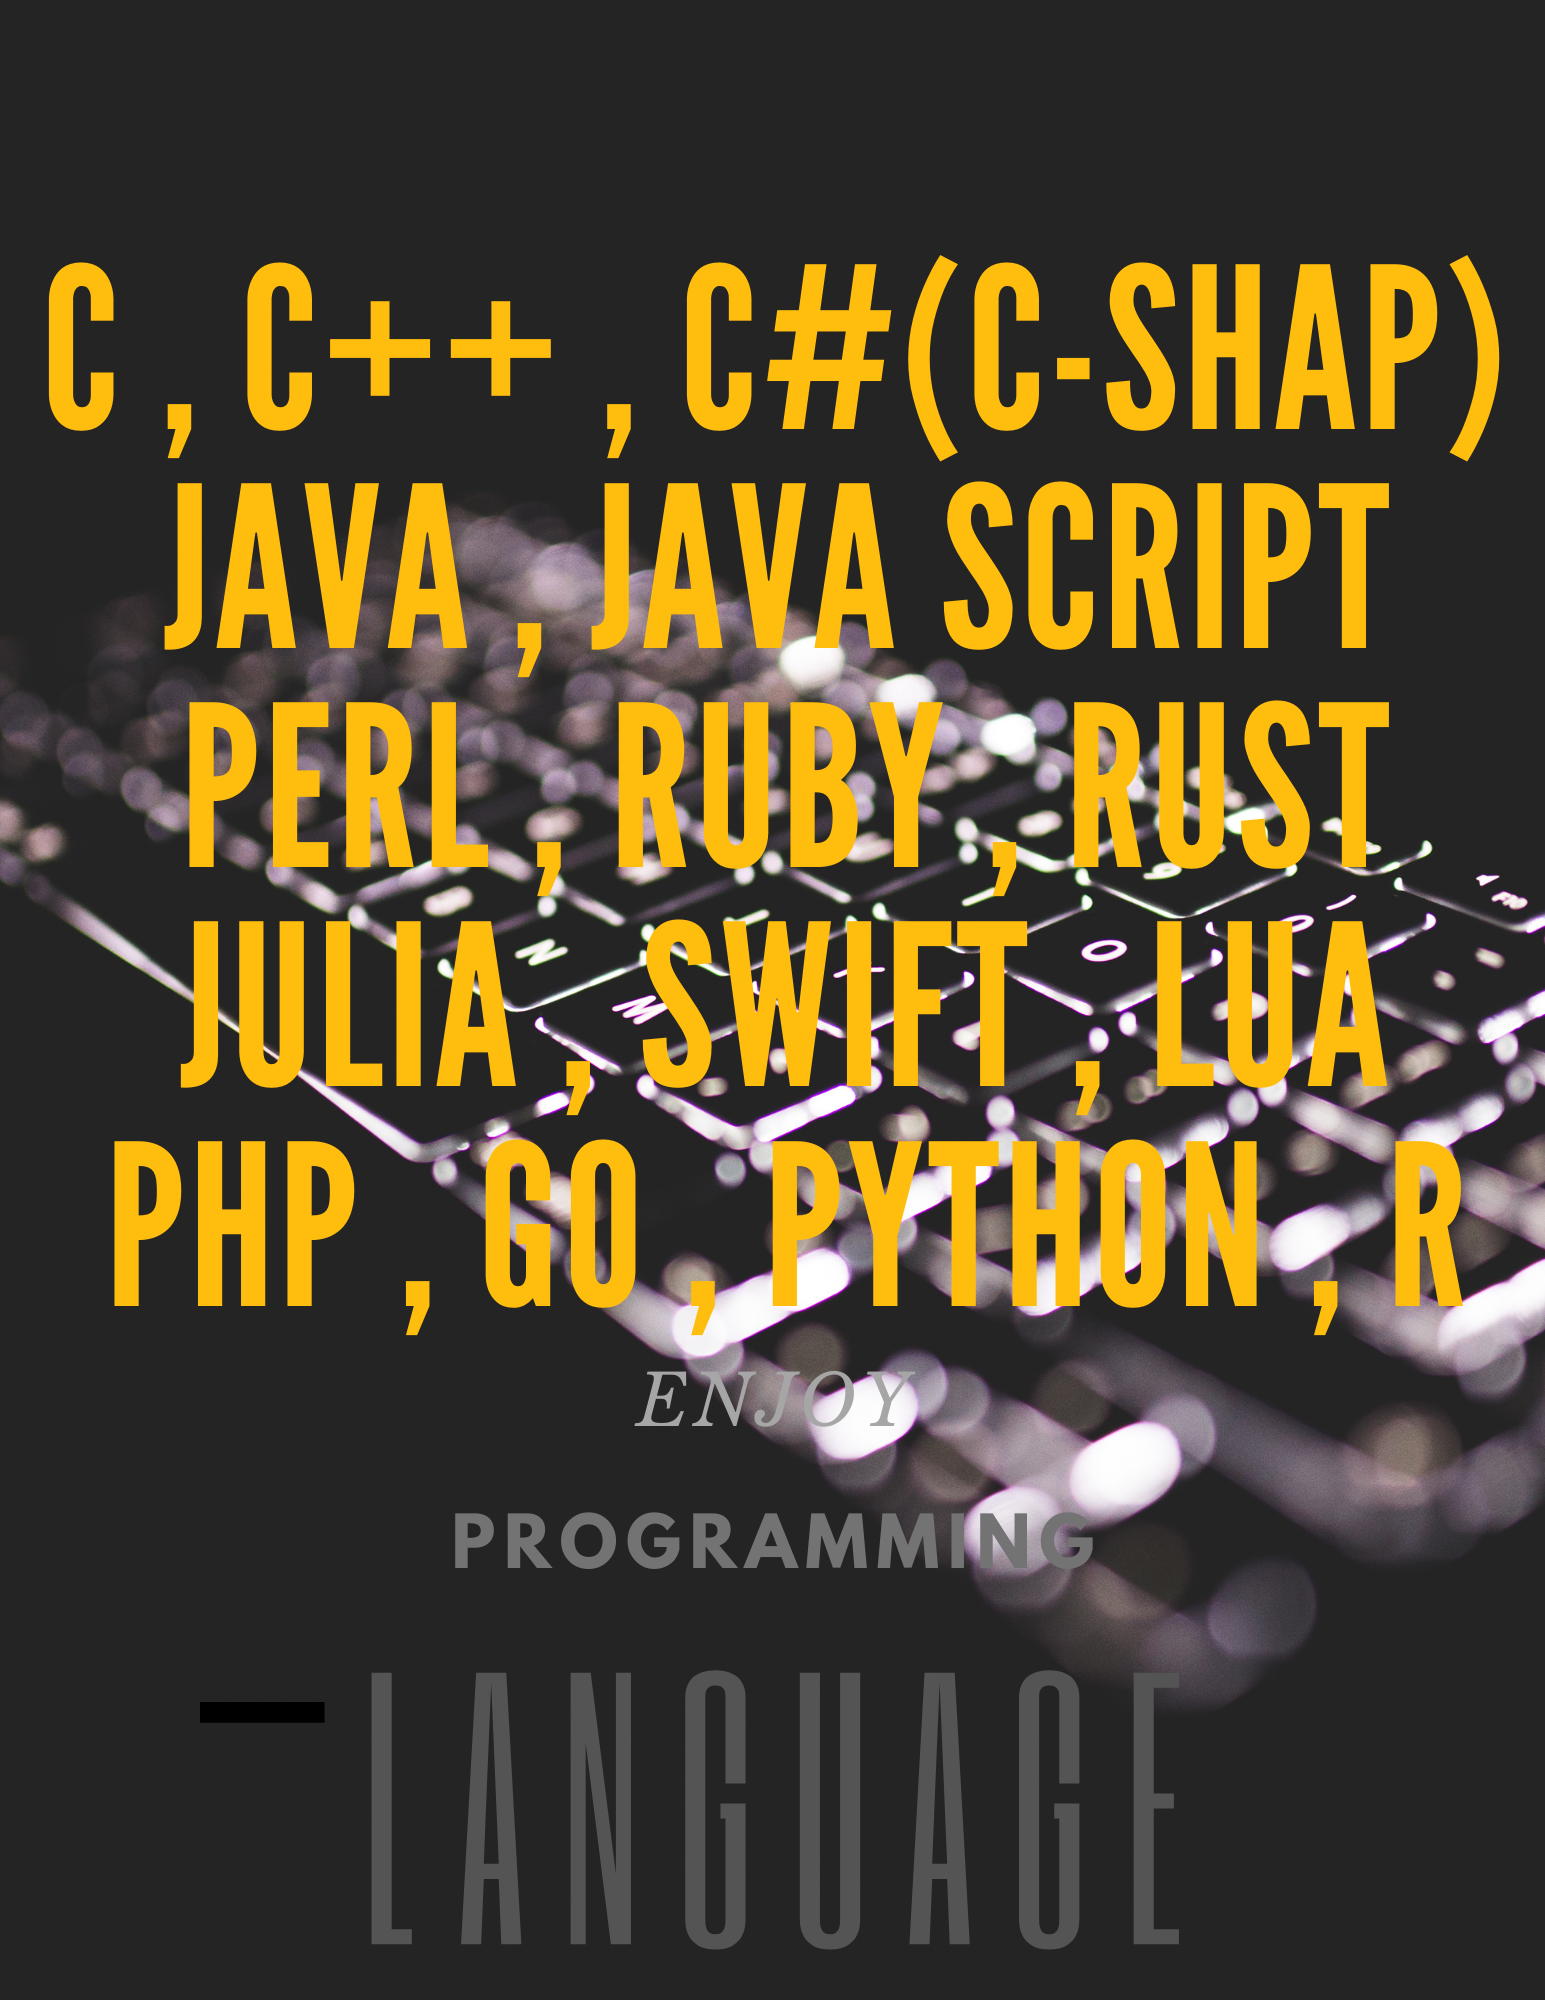 C , C++ , C#(C-SHAP)
JAVA , JAVA SCRIPT
PERL , RUBY , RUST
JULIA , SWIFT , LUA
PHP , GO , PYTHON , R
ENJOY
PROGRAMMING
LANGUAGE
N
M
O